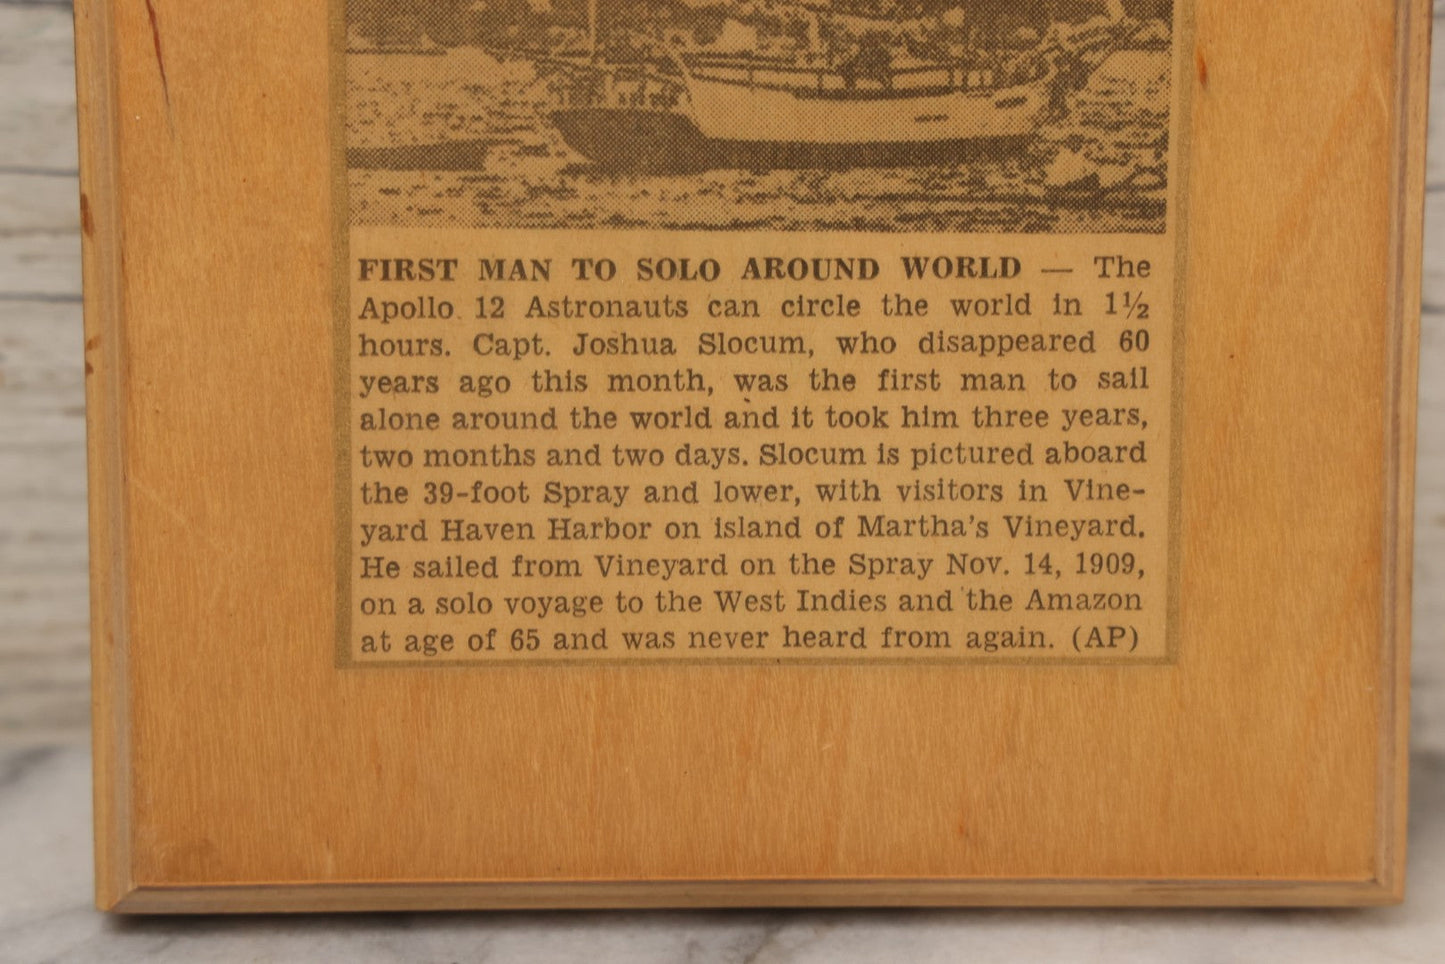 FIRST MAN TO SOLO AROUND WORLD — The
Apollo 12 Astronauts can circle the world in 1½
hours. Capt. Joshua Slocum, who disappeared 60
years ago this month, was the first man to sail
alone around the world and it took him three years,
two months and two days. Slocum is pictured aboard
the 39-foot Spray and lower, with visitors in Vine-
yard Haven Harbor on island of Martha's Vineyard.
He sailed from Vineyard on the Spray Nov. 14, 1909,
on a solo voyage to the West Indies and the Amazon
at age of 65 and was never heard from again. (AP)